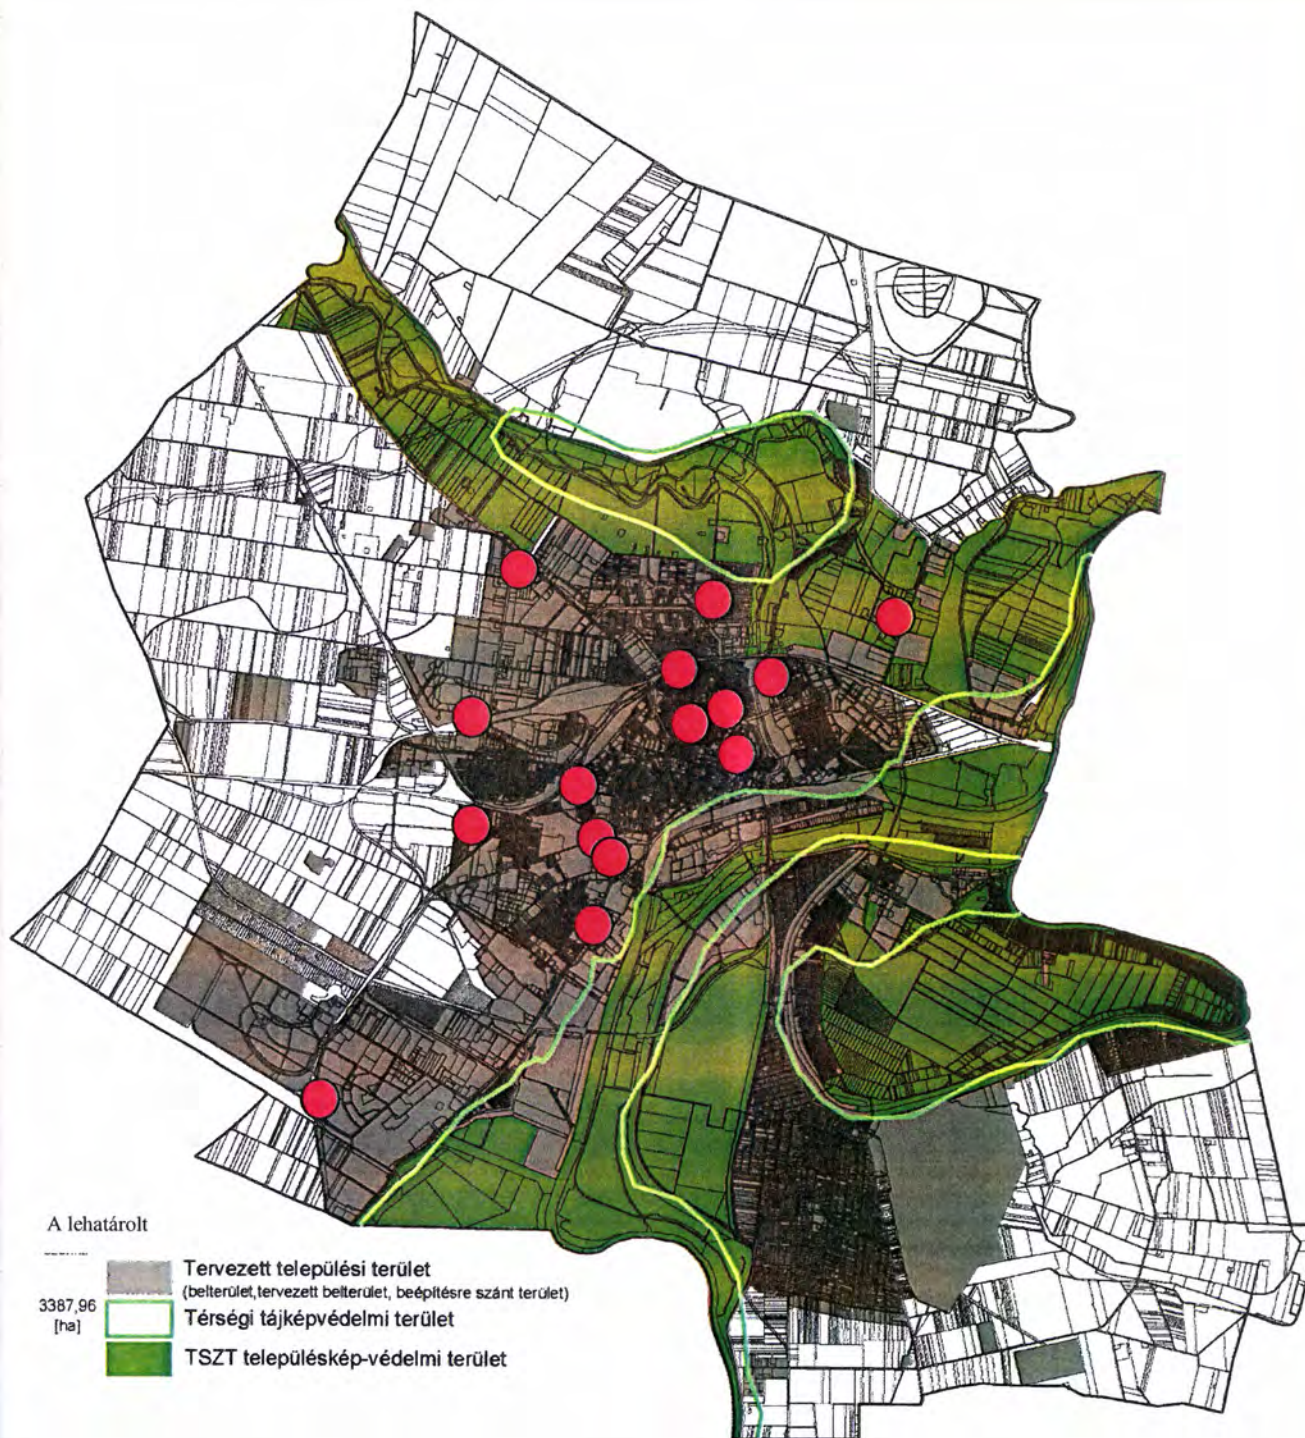 A lehatárolt
Tervezett települési terület
(belterület,tervezett belterület, beépítésre szánt terület)
3387,96
[ha]
Térségi tájképvédelmi terület
TSZT településkép-védelmi terület